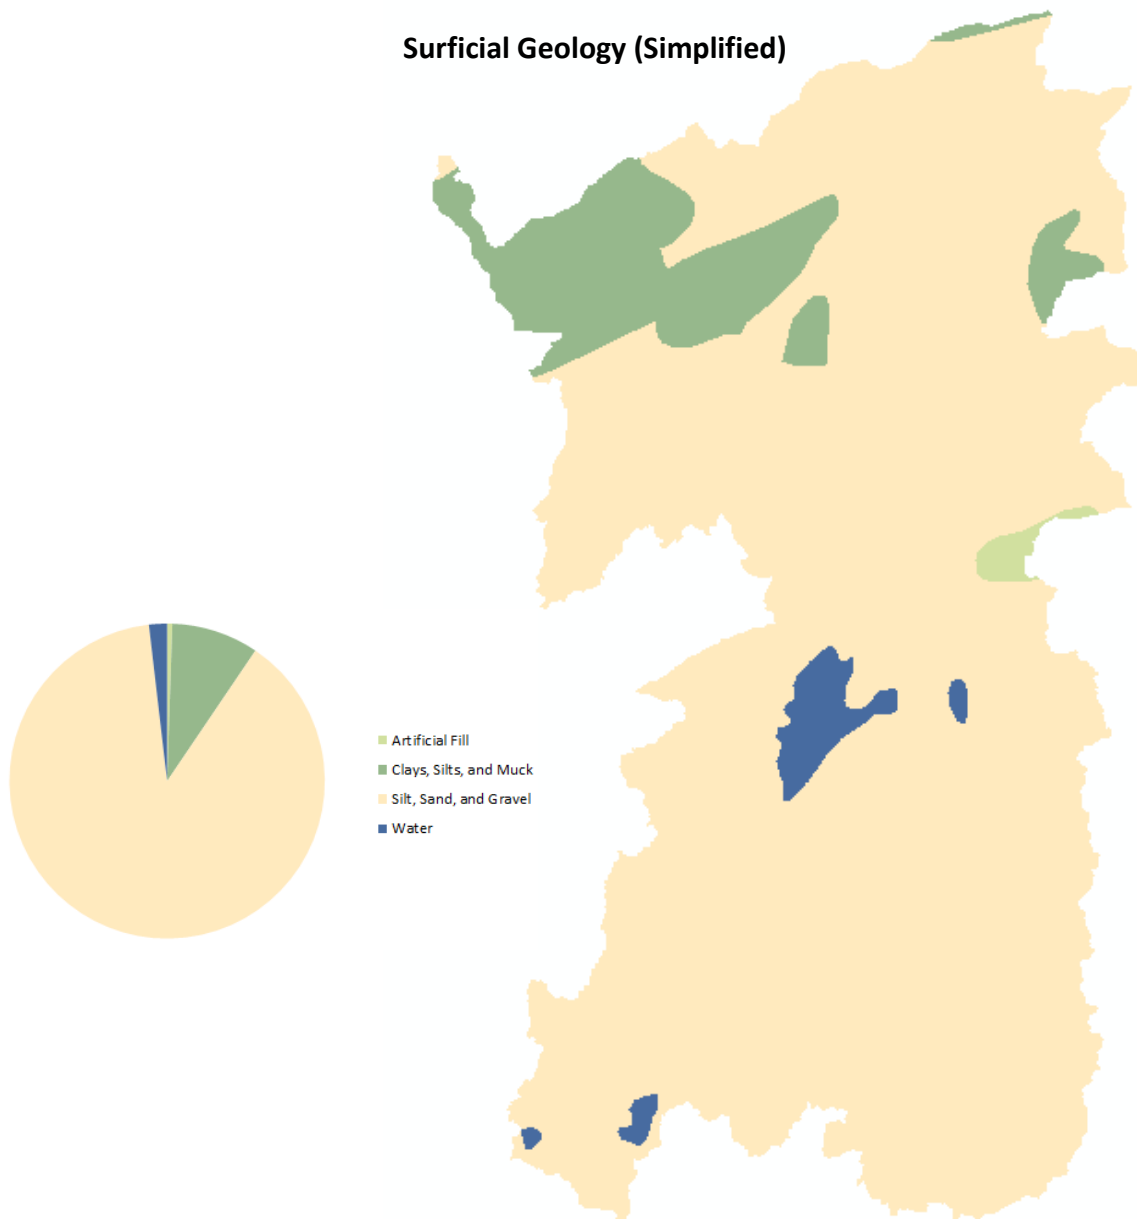 Surficial Geology (Simplified)
Artificial Fill
Clays, Silts, and Muck
Silt, Sand, and Gravel
Water